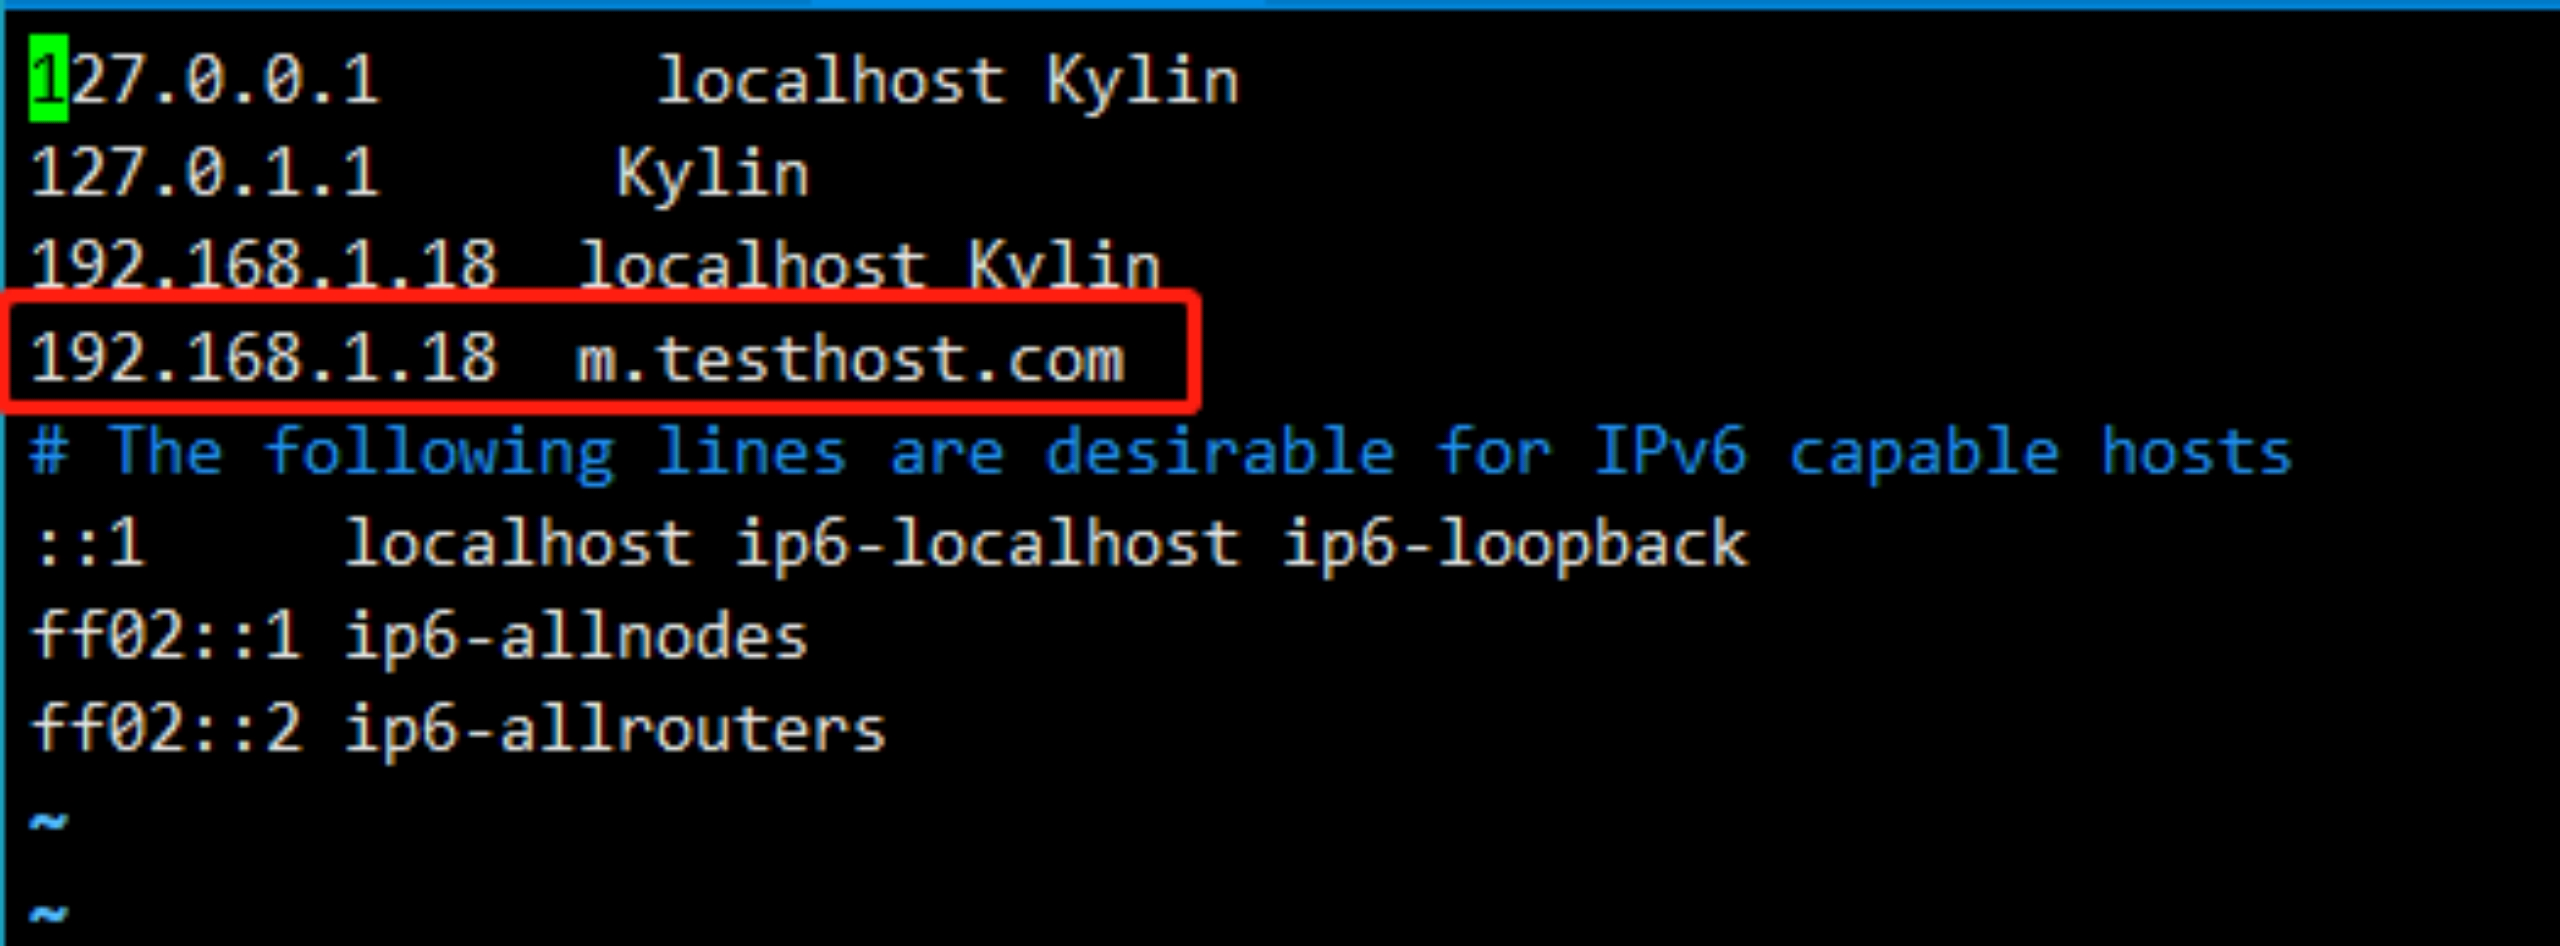 127.0.0.1       localhost Kylin
127.0.1.1      Kylin
192.168.1.18  localhost Kylin
192.168.1.18  m.testhost.com
# The following lines are desirable for IPv6 capable hosts
::1     localhost ip6-localhost ip6-loopback
ff02::1 ip6-allnodes
ff02::2 ip6-allrouters
~
~